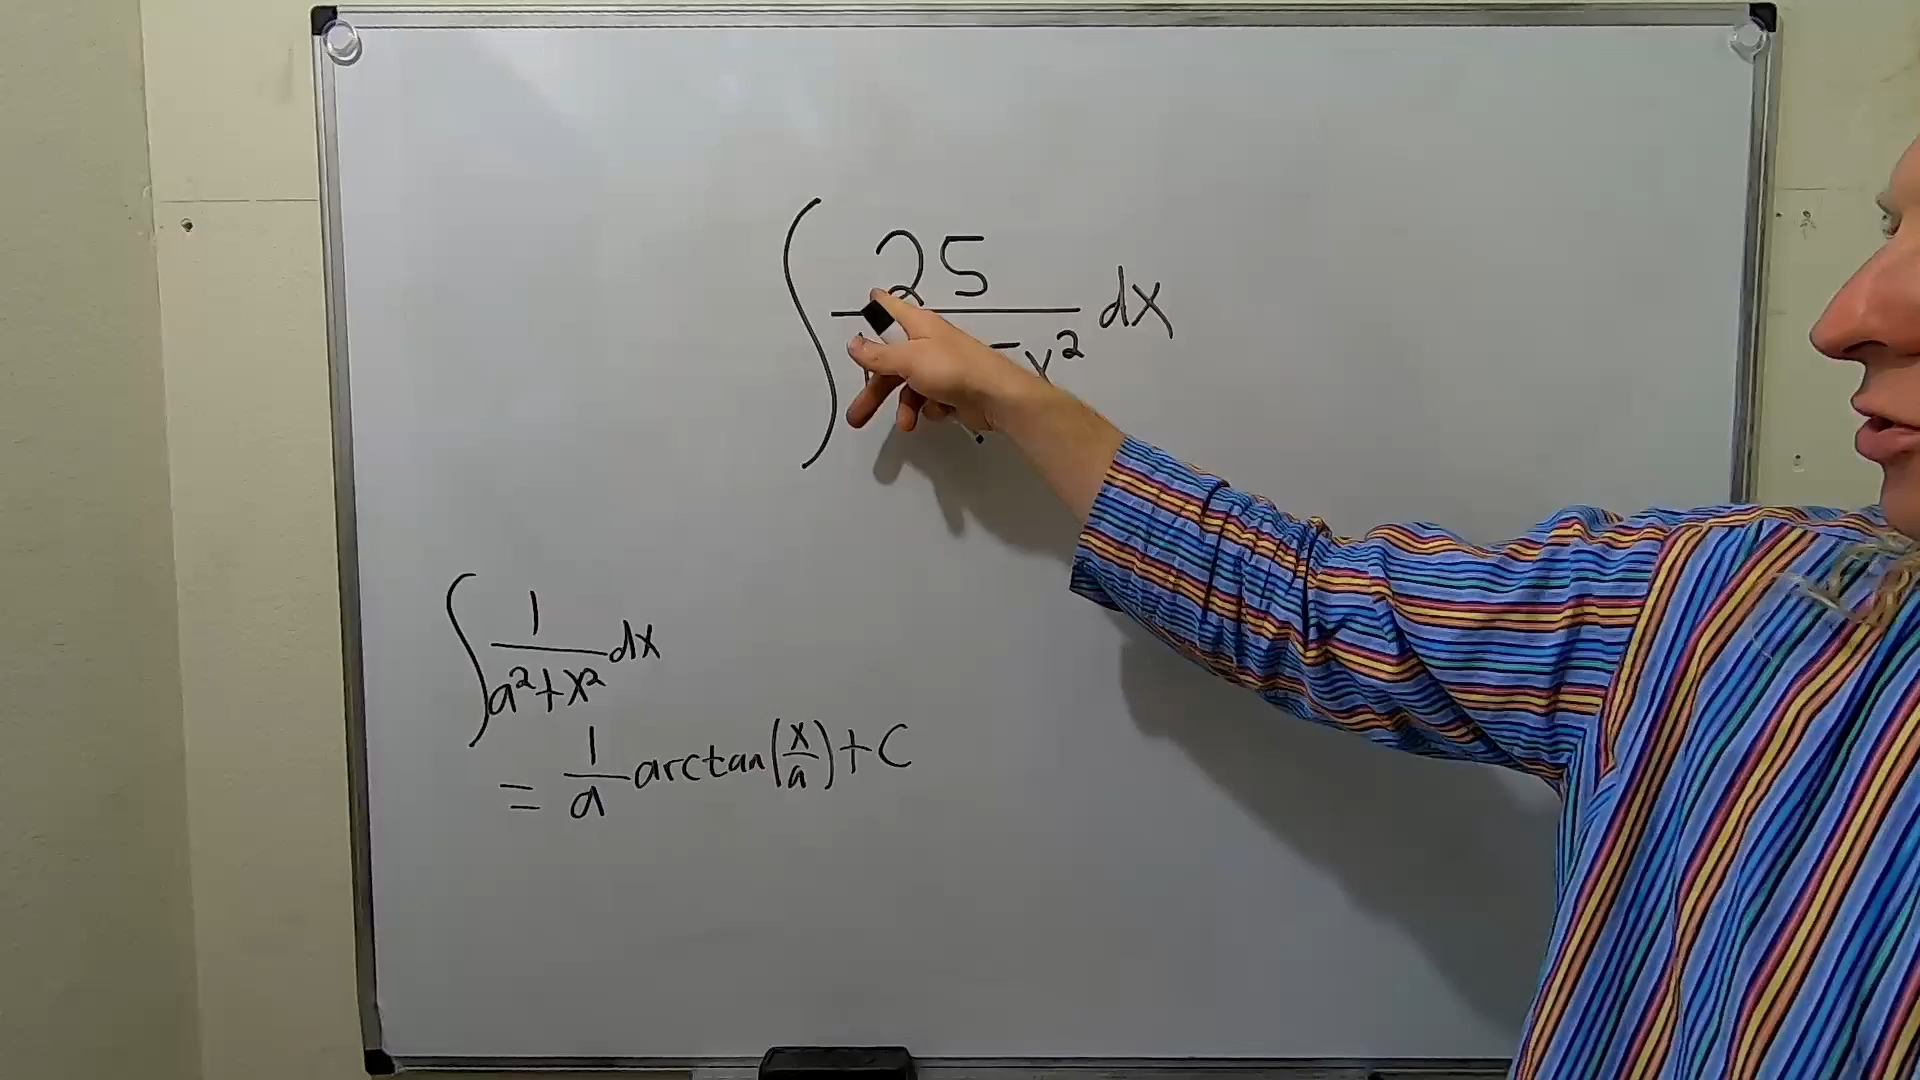 ∫ 25 / x² dx
∫ 1/(a²+x²) dx
= 1/a arctan(x/a)+C